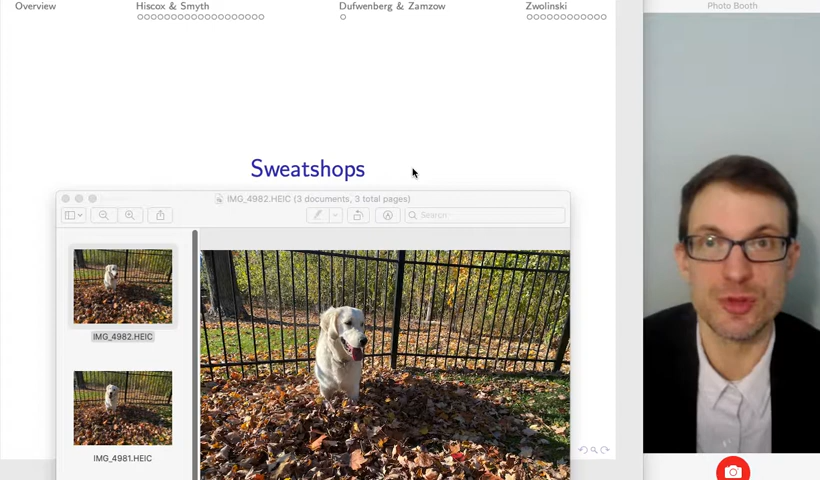 Overview
Hiscox & Smyth
Dufwenberg & Zamzow
Zwolinski
Photo Booth
Sweatshops
IMG_4982.HEIC (3 documents, 3 total pages)
Search
IMG_4982.HEIC
IMG_4981.HEIC